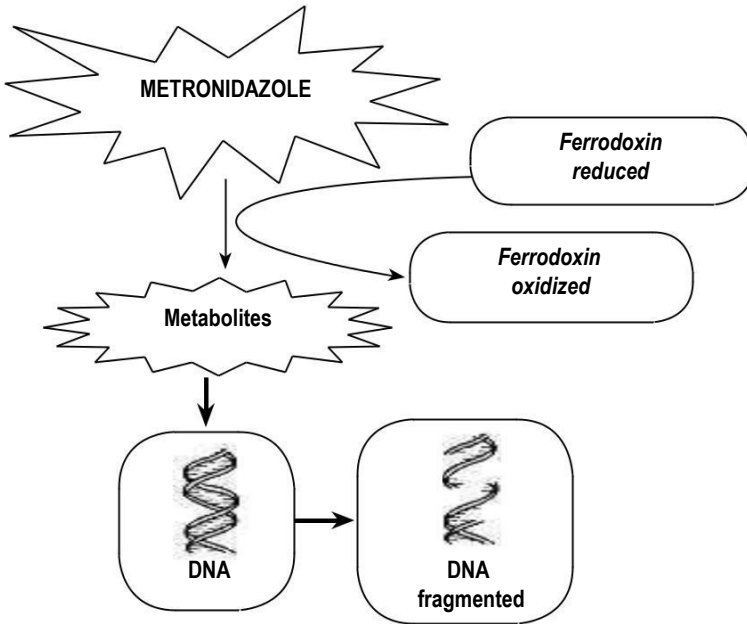 METRONIDAZOLE
Ferrodoxin
reduced
Ferrodoxin
oxidized
Metabolites
DNA
DNA
fragmented